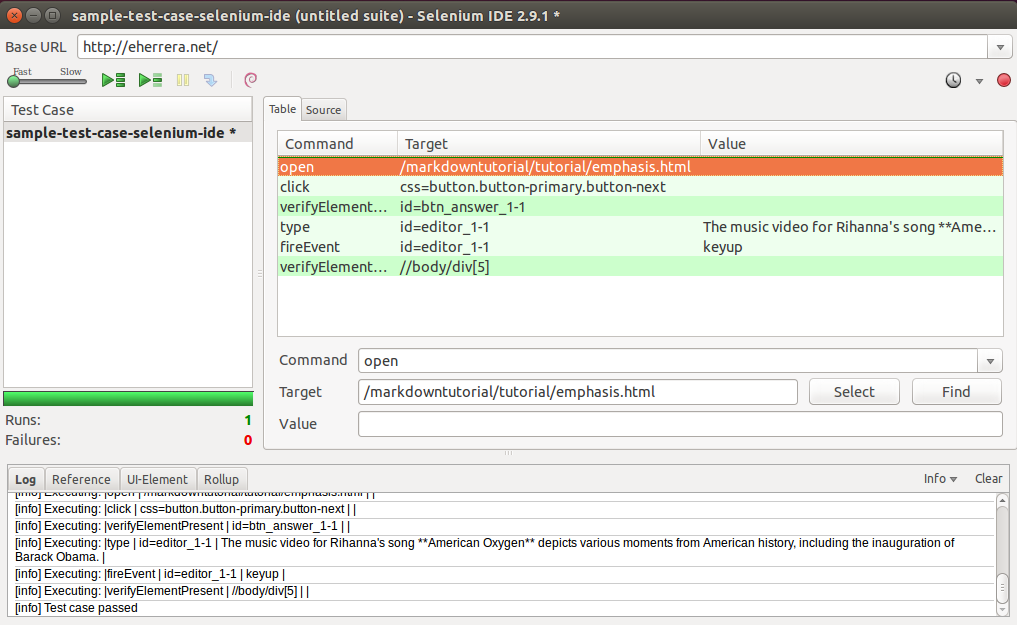 sample-test-case-selenium-ide (untitled suite) - Selenium IDE 2.9.1 *
Base URL http://eherrera.net/
Fast Slow
Test Case
sample-test-case-selenium-ide *
Table Source
Command Target Value
open /markdowntutorial/tutorial/emphasis.html
click css=button.button-primary.button-next
verifyElement... id=btn_answer_1-1
type id=editor_1-1 The music video for Rihanna's song **Ame...
fireEvent id=editor_1-1 keyup
verifyElement... //body/div[5]
Command open
Target /markdowntutorial/tutorial/emphasis.html Select Find
Value
Runs: 1
Failures: 0
Log Reference UI-Element Rollup Info Clear
[info] Executing: |open | /markdowntutorial/tutorial/emphasis.html | |
[info] Executing: |click | css=button.button-primary.button-next | |
[info] Executing: |verifyElementPresent | id=btn_answer_1-1 | |
[info] Executing: |type | id=editor_1-1 | The music video for Rihanna's song **American Oxygen** depicts various moments from American history, including the inauguration of
Barack Obama. |
[info] Executing: |fireEvent | id=editor_1-1 | keyup |
[info] Executing: |verifyElementPresent | //body/div[5] | |
[info] Test case passed